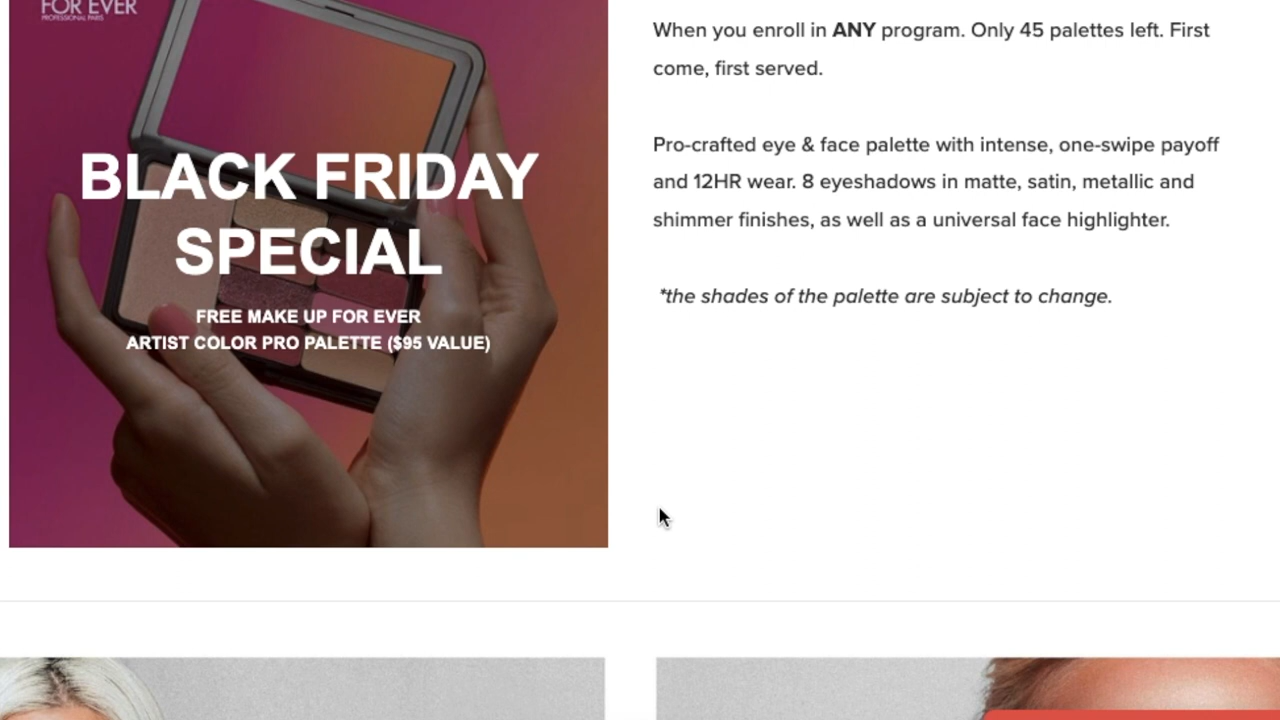 FOR EVER
PROFESSIONAL PARIS
BLACK FRIDAY
SPECIAL
FREE MAKE UP FOR EVER
ARTIST COLOR PRO PALETTE ($95 VALUE)
When you enroll in ANY program. Only 45 palettes left. First
come, first served.
Pro-crafted eye & face palette with intense, one-swipe payoff
and 12HR wear. 8 eyeshadows in matte, satin, metallic and
shimmer finishes, as well as a universal face highlighter.
*the shades of the palette are subject to change.